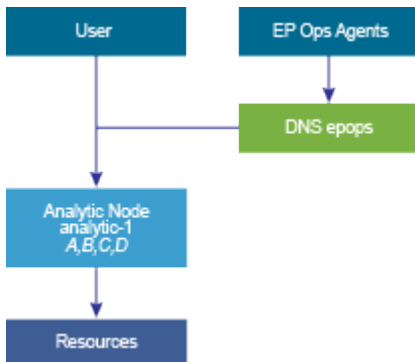 User
EP Ops Agents
DNS epops
Analytic Node
analytic-1
A,B,C,D
Resources